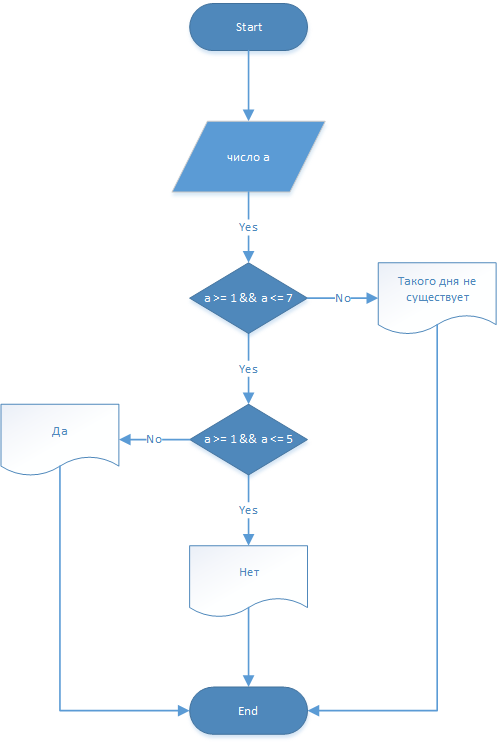 Start
число a
Yes
a >= 1 && a <= 7
No
Такого дня не
существует
Yes
Да
No
a >= 1 && a <= 5
Yes
Нет
End